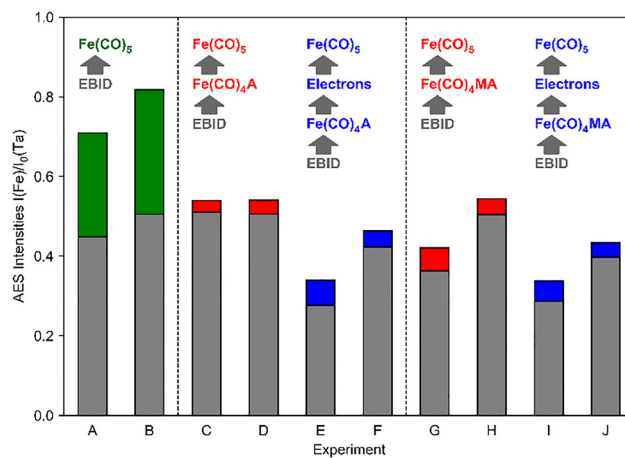 AES Intensities I(Fe)/I₀(Ta)
1.0
0.8
0.6
0.4
0.2
0.0
Fe(CO)₅
EBID
Fe(CO)₅
Fe(CO)₄A
EBID
Fe(CO)₅
Electrons
Fe(CO)₄A
EBID
Fe(CO)₅
Fe(CO)₄MA
EBID
Fe(CO)₅
Electrons
Fe(CO)₄MA
EBID
A B C D E F G H I J
Experiment